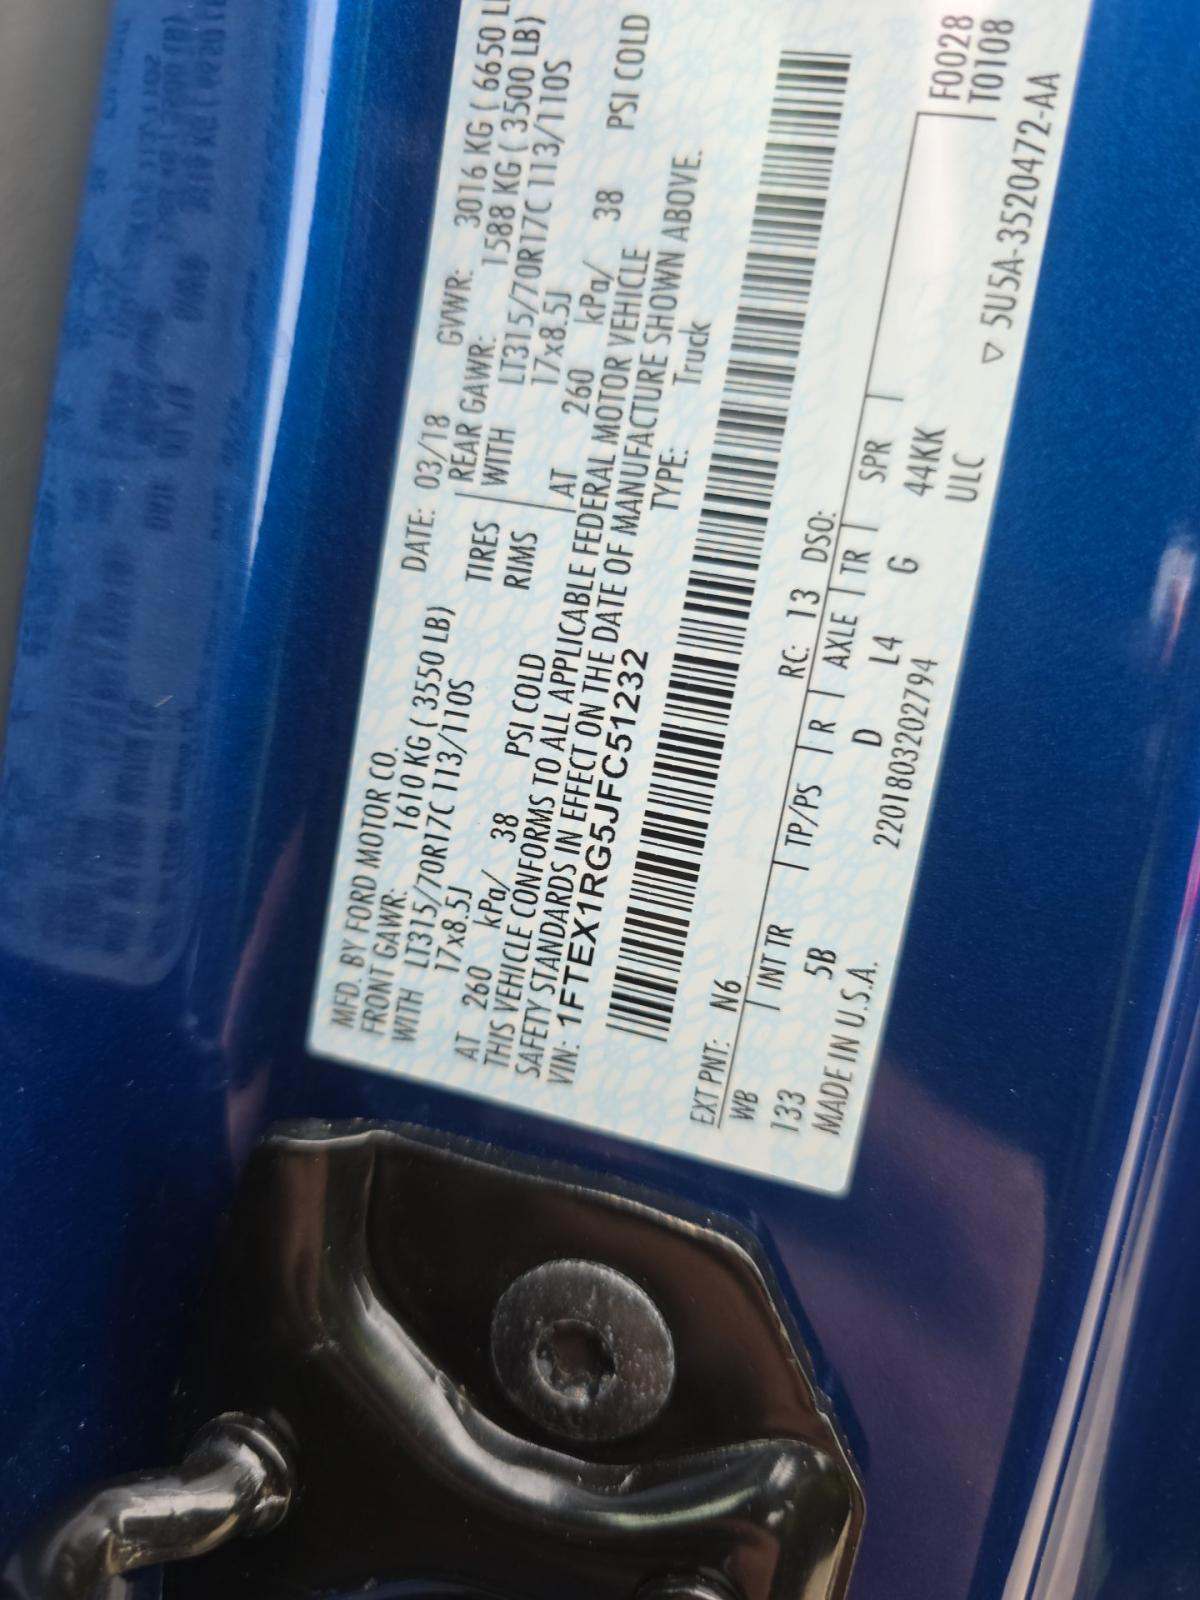 MFD. BY FORD MOTOR CO.
DATE: 03/18 GVWR: 3016 KG ( 6650
FRONT GAWR: 1610 KG ( 3550 LB)
REAR GAWR: 1588 KG ( 3500 LB)
WITH LT315/70R17C 113/110S TIRES WITH LT315/70R17C 113/110S
17x8.5J RIMS 17x8.5J
AT 260 kPa/ 38 PSI COLD AT 260 kPa/ 38 PSI COLD
THIS VEHICLE CONFORMS TO ALL APPLICABLE FEDERAL MOTOR VEHICLE
SAFETY STANDARDS IN EFFECT ON THE DATE OF MANUFACTURE SHOWN ABOVE.
VIN: 1FTEX1RG5JFC51232 TYPE: Truck
EXT PNT: N6 RC: 13 DSO:
WB INT TR TP/PS R AXLE TR SPR
133 5B D L4 G 44KK
F0028
T0108
MADE IN U.S.A. 2201803202794 ULC
▽ 5U5A-3520472-AA